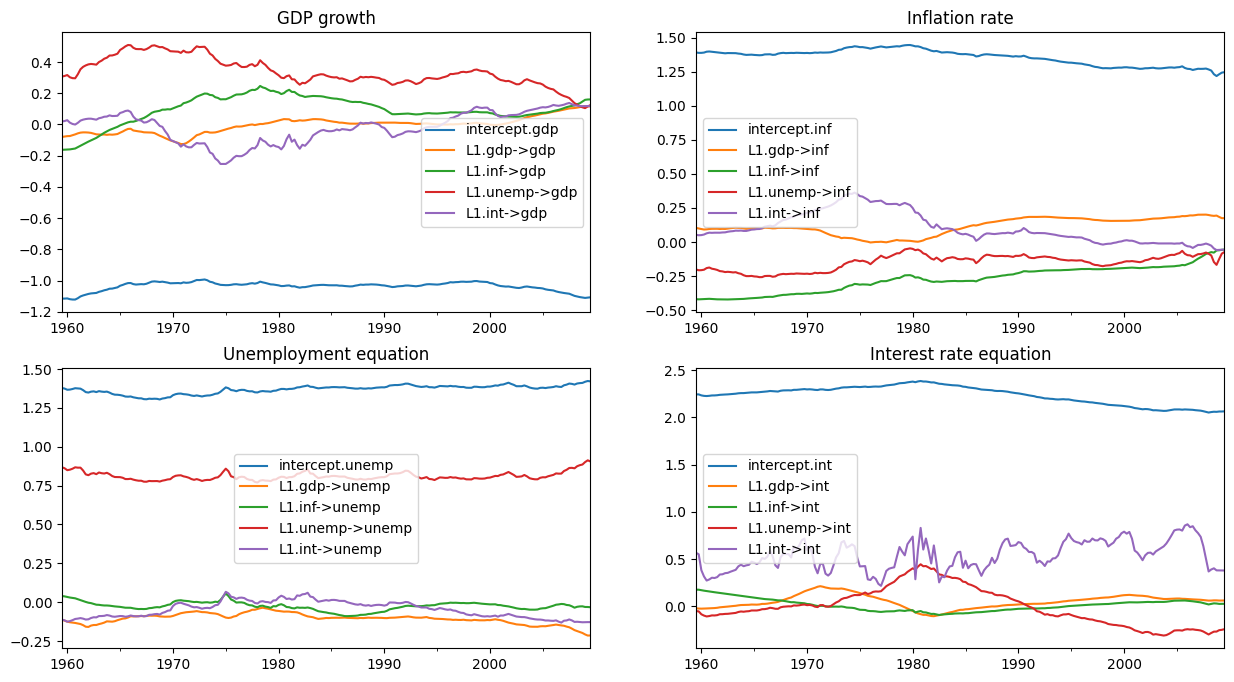 GDP growth
0.4
0.2
0.0
−0.2
−0.4
−0.6
−0.8
−1.0
−1.2
intercept.gdp
L1.gdp->gdp
L1.inf->gdp
L1.unemp->gdp
L1.int->gdp
1960
1970
1980
1990
2000
Inflation rate
1.50
1.25
1.00
0.75
0.50
0.25
0.00
−0.25
−0.50
intercept.inf
L1.gdp->inf
L1.inf->inf
L1.unemp->inf
L1.int->inf
1960
1970
1980
1990
2000
Unemployment equation
1.50
1.25
1.00
0.75
0.50
0.25
0.00
−0.25
intercept.unemp
L1.gdp->unemp
L1.inf->unemp
L1.unemp->unemp
L1.int->unemp
1960
1970
1980
1990
2000
Interest rate equation
2.5
2.0
1.5
1.0
0.5
0.0
intercept.int
L1.gdp->int
L1.inf->int
L1.unemp->int
L1.int->int
1960
1970
1980
1990
2000